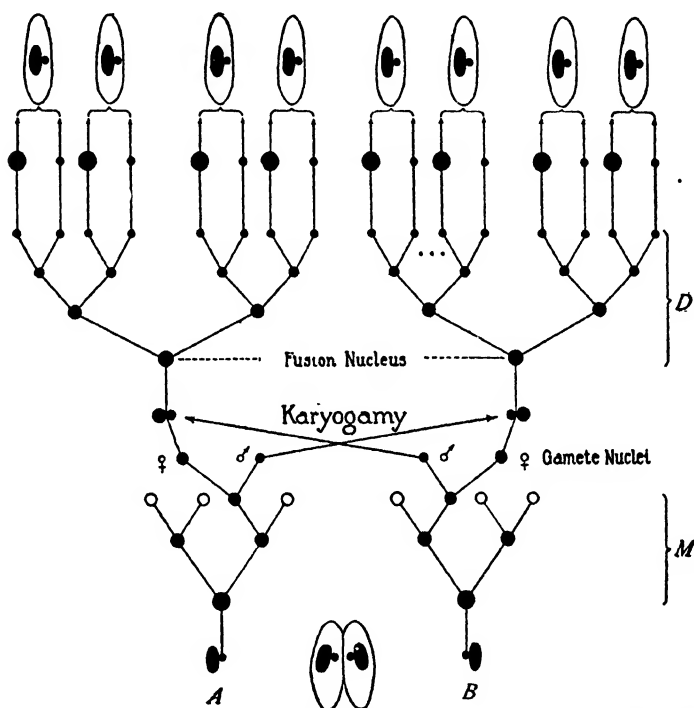 D
Fusion Nucleus
Karyogamy
♀ ♂ ♂ ♀ Gamete Nuclei
M
A B